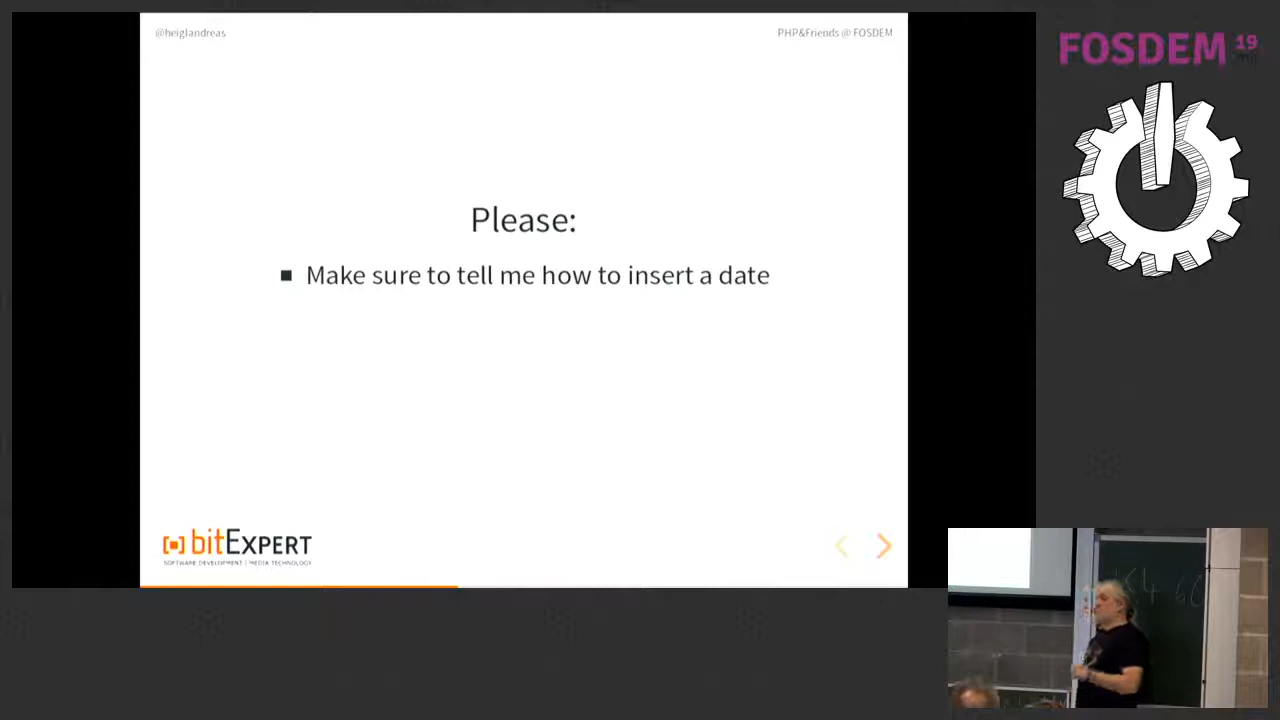 @heiglandreas
PHP&Friends @ FOSDEM
FOSDEM 19
Please:
Make sure to tell me how to insert a date
bitExpert
SOFTWARE DEVELOPMENT | MEDIA TECHNOLOGY